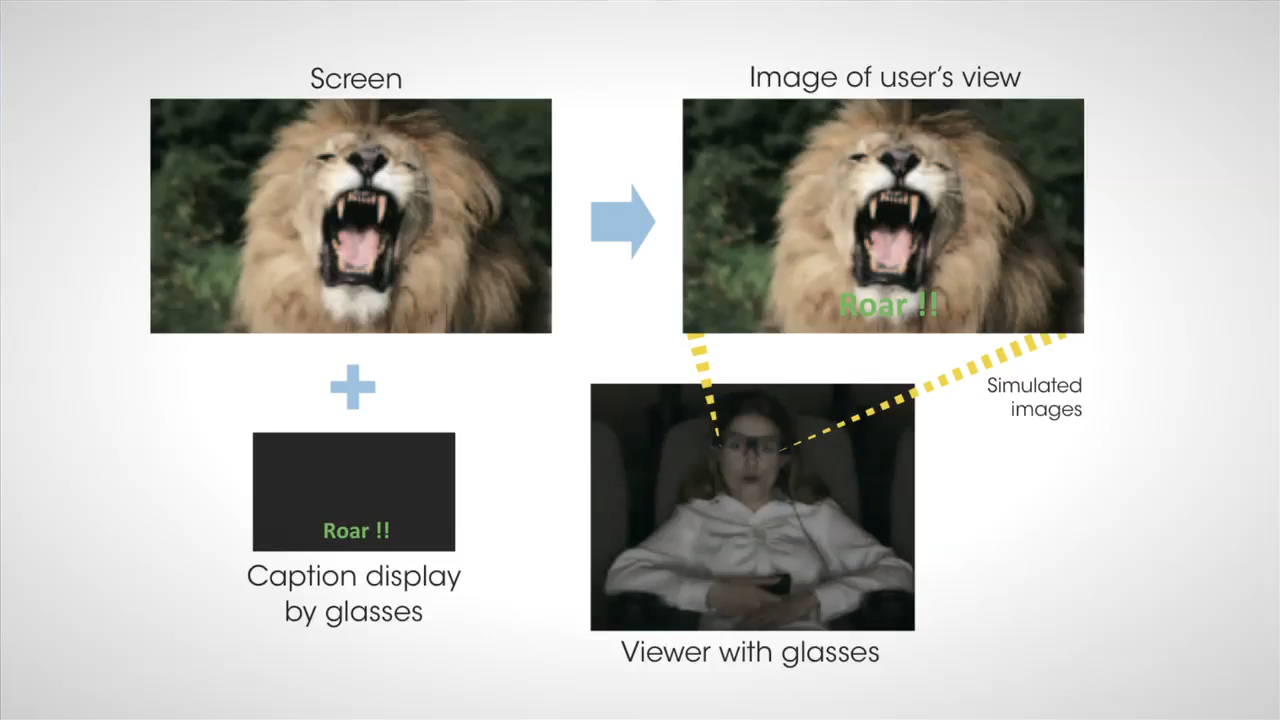 Screen
Image of user's view
Roar !!
Simulated
images
Roar !!
Caption display
by glasses
Viewer with glasses